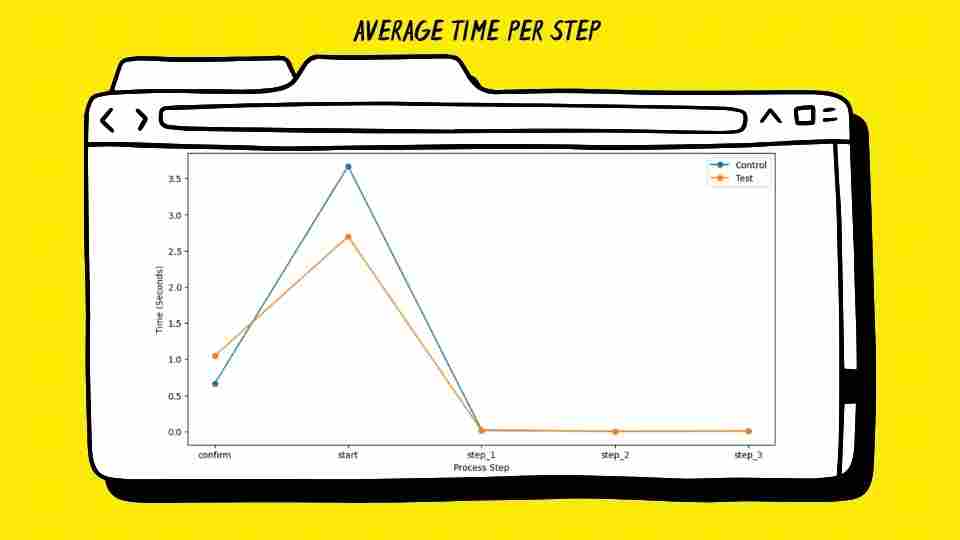 AVERAGE TIME PER STEP
Control
Test
3.5
3.0
2.5
2.0
1.5
1.0
0.5
0.0
Time (Seconds)
confirm start step_1 step_2 step_3
Process Step